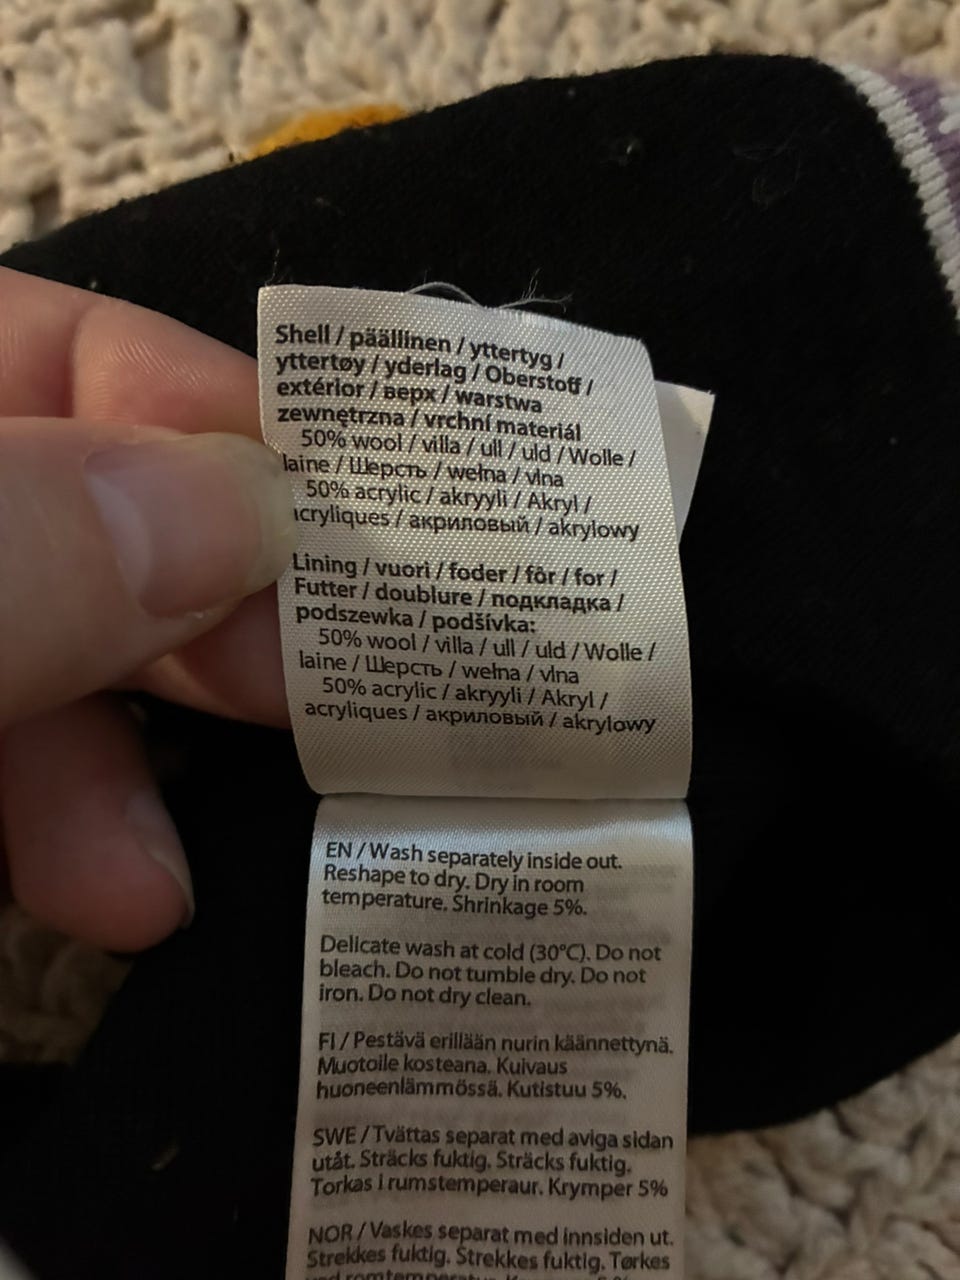 Shell / päällinen / yttertyg /
yttertøy / yderlag / Oberstoff /
extérior / верх / warstwa
zewnętrzna / vrchní materiál
50% wool / villa / ull / uld / Wolle /
laine / Шерсть / wełna / vlna
50% acrylic / akryyli / Akryl /
acryliques / акриловый / akrylowy
Lining / vuori / foder / fôr / for /
Futter / doublure / подкладка /
podszewka / podšívka:
50% wool / villa / ull / uld / Wolle /
laine / Шерсть / wełna / vlna
50% acrylic / akryyli / Akryl /
acryliques / акриловый / akrylowy
EN / Wash separately inside out.
Reshape to dry. Dry in room
temperature. Shrinkage 5%.
Delicate wash at cold (30°C). Do not
bleach. Do not tumble dry. Do not
iron. Do not dry clean.
FI / Pestävä erillään nurin käännettynä.
Muotoile kosteana. Kuivaus
huoneenlämmössä. Kutistuu 5%.
SWE / Tvättas separat med aviga sidan
utåt. Sträcks fuktig. Sträcks fuktig.
Torkas i rumstemperaur. Krymper 5%
NOR / Vaskes separat med innsiden ut.
Strekkes fuktig. Strekkes fuktig. Tørkes